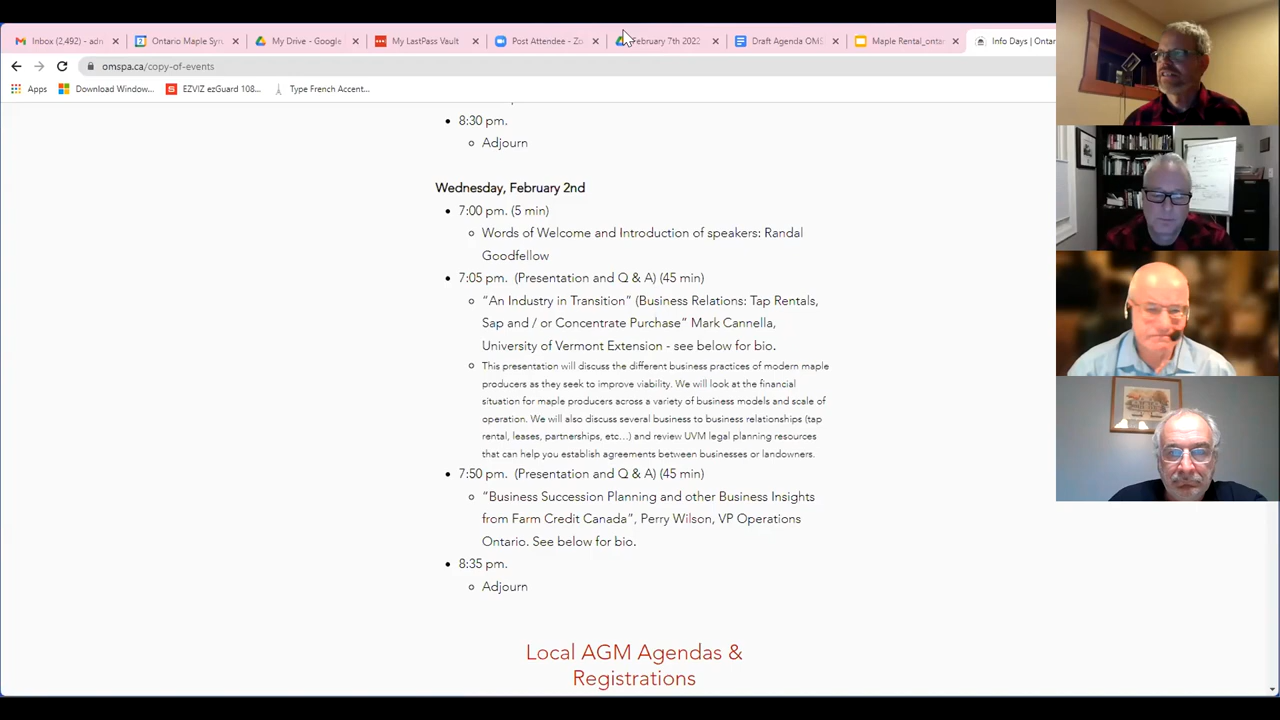 Inbox (2,492) - adn
Ontario Maple Syru
My Drive - Google
My LastPass Vault
Post Attendee - Zo
February 7th 2022
Draft Agenda OMS
Maple Rental_onta
Info Days | Ontar
omspa.ca/copy-of-events
Apps
Download Window...
EZVIZ ezGuard 108...
Type French Accent...
• 8:30 pm.
Adjourn
Wednesday, February 2nd
• 7:00 pm. (5 min)
Words of Welcome and Introduction of speakers: Randal
Goodfellow
• 7:05 pm. (Presentation and Q & A) (45 min)
“An Industry in Transition” (Business Relations: Tap Rentals,
Sap and / or Concentrate Purchase” Mark Cannella,
University of Vermont Extension - see below for bio.
This presentation will discuss the different business practices of modern maple
producers as they seek to improve viability. We will look at the financial
situation for maple producers across a variety of business models and scale of
operation. We will also discuss several business to business relationships (tap
rental, leases, partnerships, etc...) and review UVM legal planning resources
that can help you establish agreements between businesses or landowners.
• 7:50 pm. (Presentation and Q & A) (45 min)
“Business Succession Planning and other Business Insights
from Farm Credit Canada”, Perry Wilson, VP Operations
Ontario. See below for bio.
• 8:35 pm.
Adjourn
Local AGM Agendas &
Registrations